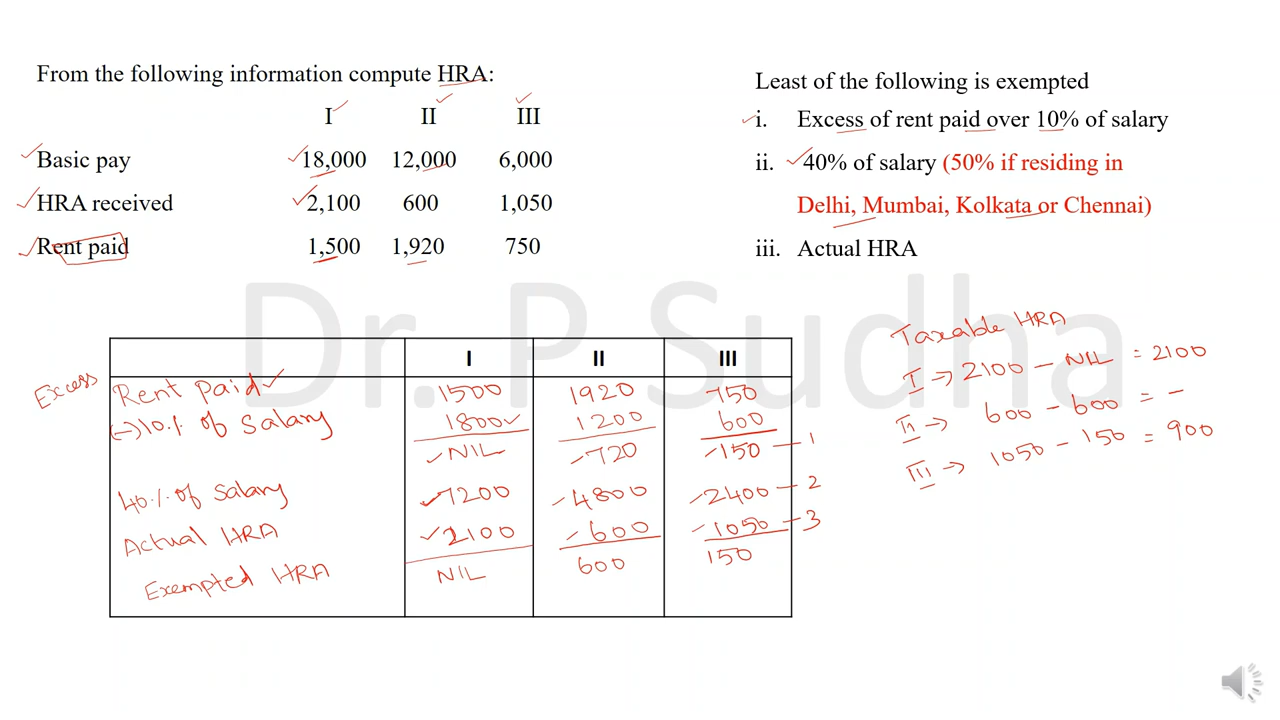 From the following information compute HRA:
I II III
Basic pay 18,000 12,000 6,000
HRA received 2,100 600 1,050
Rent paid 1,500 1,920 750
Least of the following is exempted
i. Excess of rent paid over 10% of salary
ii. 40% of salary (50% if residing in
Delhi, Mumbai, Kolkata or Chennai)
iii. Actual HRA
Dr. P Sudha
I II III
Excess Rent Paid 1500 1920 750
(-) 10% of Salary 1800 1200 600
NIL 720 150 - 1
40% of Salary 7200 4800 2400 - 2
Actual HRA 2100 600 1050 - 3
Exempted HRA NIL 600 150
Taxable HRA
I → 2100 - NIL = 2100
II → 600 - 600 = -
III → 1050 - 150 = 900